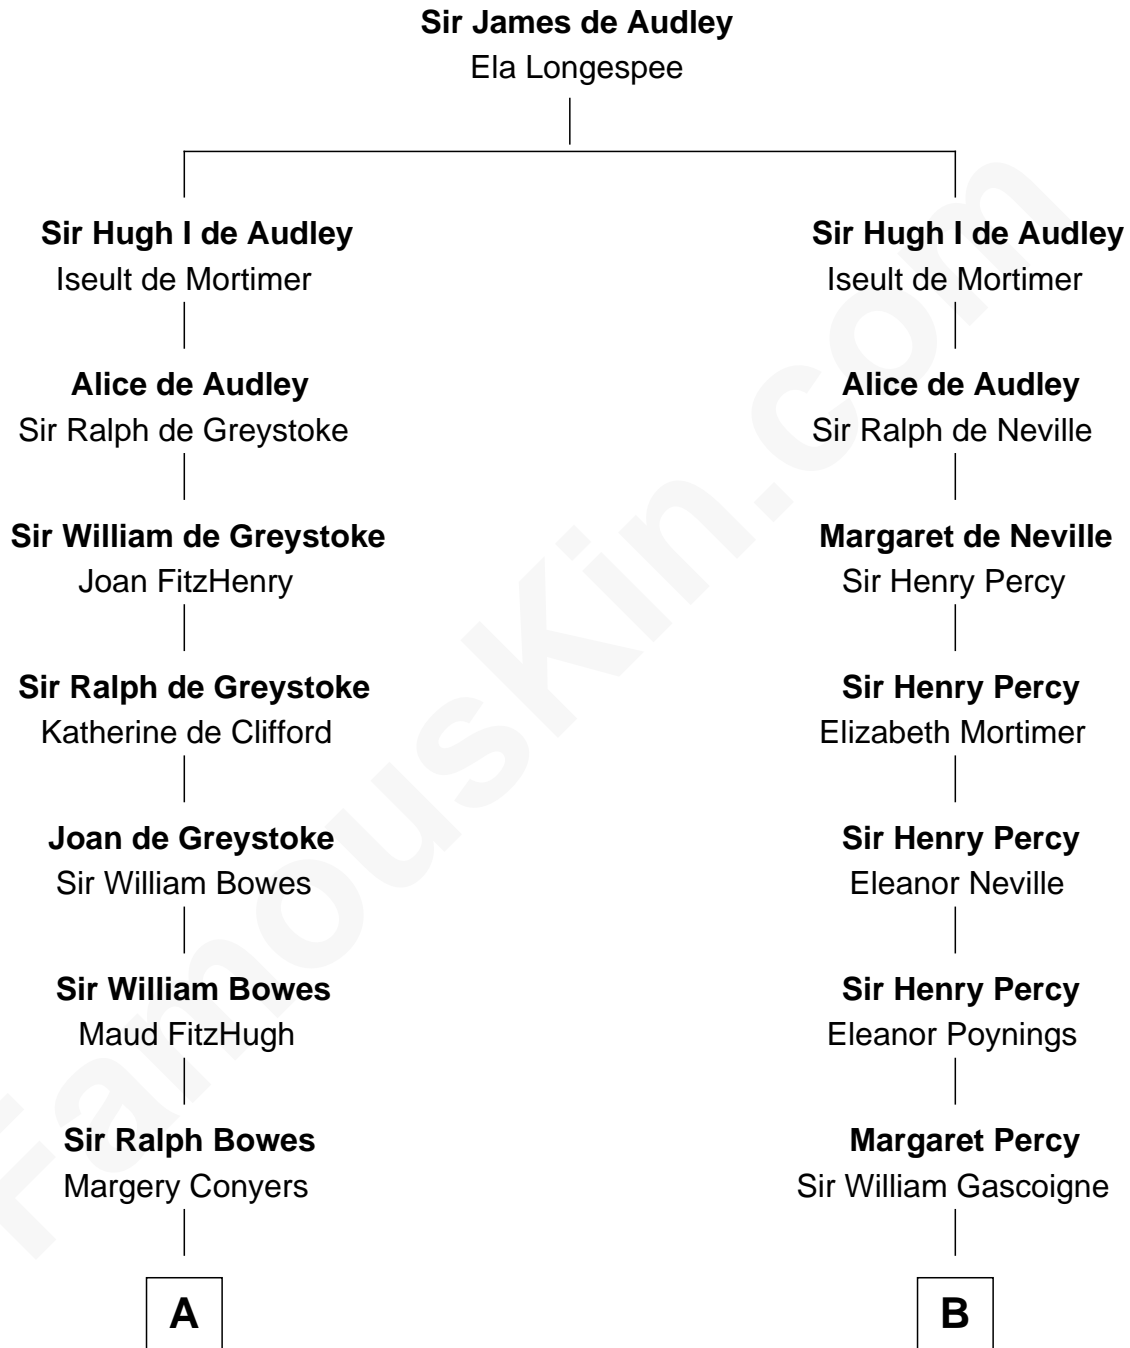 Sir James de Audley
Ela Longespee
Sir Hugh I de Audley
Iseult de Mortimer
Sir Hugh I de Audley
Iseult de Mortimer
Alice de Audley
Sir Ralph de Greystoke
Alice de Audley
Sir Ralph de Neville
Sir William de Greystoke
Joan FitzHenry
Margaret de Neville
Sir Henry Percy
Sir Ralph de Greystoke
Katherine de Clifford
Sir Henry Percy
Elizabeth Mortimer
Joan de Greystoke
Sir William Bowes
Sir Henry Percy
Eleanor Neville
Sir William Bowes
Maud FitzHugh
Sir Henry Percy
Eleanor Poynings
Sir Ralph Bowes
Margery Conyers
Margaret Percy
Sir William Gascoigne
A
B
FamousKin.com